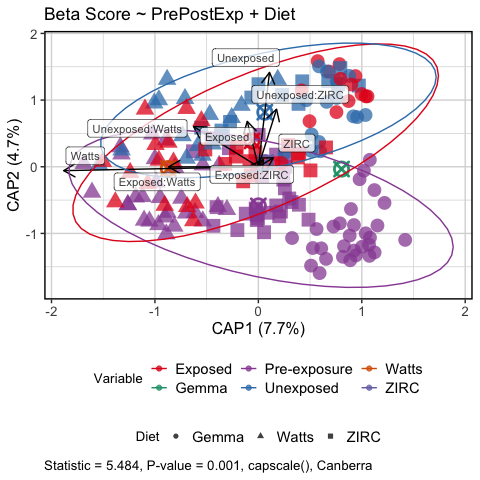 Beta Score ~ PrePostExp + Diet
2
1
0
-1
CAP2 (4.7%)
Unexposed
Unexposed:ZIRC
Unexposed:Watts
Exposed
ZIRC
Watts
Exposed:ZIRC
Exposed:Watts
-2 -1 0 1 2
CAP1 (7.7%)
Variable Exposed Pre-exposure Watts
Gemma Unexposed ZIRC
Diet Gemma Watts ZIRC
Statistic = 5.484, P-value = 0.001, capscale(), Canberra